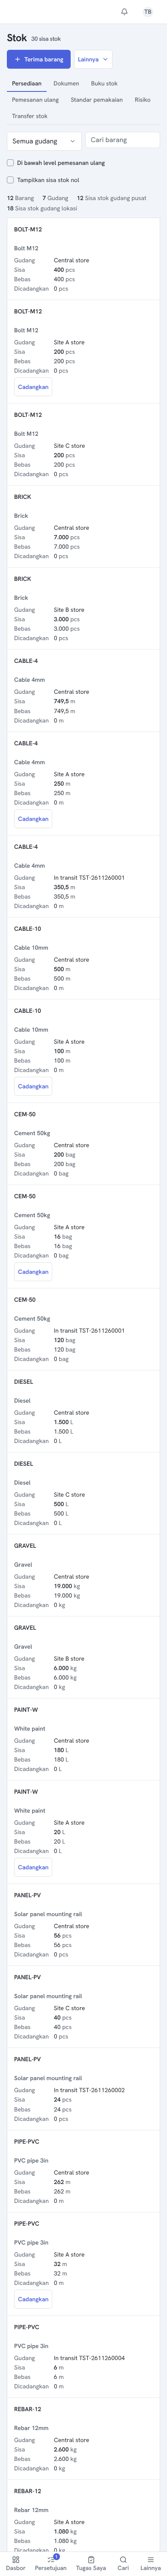 TB
Stok 30 sisa stok
+ Terima barang
Lainnya
Persediaan Dokumen Buku stok
Pemesanan ulang Standar pemakaian Risiko
Transfer stok
Semua gudang
Cari barang
Di bawah level pemesanan ulang
Tampilkan sisa stok nol
12 Barang 7 Gudang 12 Sisa stok gudang pusat
18 Sisa stok gudang lokasi
BOLT-M12
Bolt M12
Gudang Central store
Sisa 400 pcs
Bebas 400 pcs
Dicadangkan 0 pcs
BOLT-M12
Bolt M12
Gudang Site A store
Sisa 200 pcs
Bebas 200 pcs
Dicadangkan 0 pcs
Cadangkan
BOLT-M12
Bolt M12
Gudang Site C store
Sisa 200 pcs
Bebas 200 pcs
Dicadangkan 0 pcs
BRICK
Brick
Gudang Central store
Sisa 7.000 pcs
Bebas 7.000 pcs
Dicadangkan 0 pcs
BRICK
Brick
Gudang Site B store
Sisa 3.000 pcs
Bebas 3.000 pcs
Dicadangkan 0 pcs
CABLE-4
Cable 4mm
Gudang Central store
Sisa 749,5 m
Bebas 749,5 m
Dicadangkan 0 m
CABLE-4
Cable 4mm
Gudang Site A store
Sisa 250 m
Bebas 250 m
Dicadangkan 0 m
Cadangkan
CABLE-4
Cable 4mm
Gudang In transit TST-2611260001
Sisa 350,5 m
Bebas 350,5 m
Dicadangkan 0 m
CABLE-10
Cable 10mm
Gudang Central store
Sisa 500 m
Bebas 500 m
Dicadangkan 0 m
CABLE-10
Cable 10mm
Gudang Site A store
Sisa 100 m
Bebas 100 m
Dicadangkan 0 m
Cadangkan
CEM-50
Cement 50kg
Gudang Central store
Sisa 200 bag
Bebas 200 bag
Dicadangkan 0 bag
CEM-50
Cement 50kg
Gudang Site A store
Sisa 16 bag
Bebas 16 bag
Dicadangkan 0 bag
Cadangkan
CEM-50
Cement 50kg
Gudang In transit TST-2611260001
Sisa 120 bag
Bebas 120 bag
Dicadangkan 0 bag
DIESEL
Diesel
Gudang Central store
Sisa 1.500 L
Bebas 1.500 L
Dicadangkan 0 L
DIESEL
Diesel
Gudang Site C store
Sisa 500 L
Bebas 500 L
Dicadangkan 0 L
GRAVEL
Gravel
Gudang Central store
Sisa 19.000 kg
Bebas 19.000 kg
Dicadangkan 0 kg
GRAVEL
Gravel
Gudang Site B store
Sisa 6.000 kg
Bebas 6.000 kg
Dicadangkan 0 kg
PAINT-W
White paint
Gudang Central store
Sisa 180 L
Bebas 180 L
Dicadangkan 0 L
PAINT-W
White paint
Gudang Site A store
Sisa 20 L
Bebas 20 L
Dicadangkan 0 L
Cadangkan
PANEL-PV
Solar panel mounting rail
Gudang Central store
Sisa 56 pcs
Bebas 56 pcs
Dicadangkan 0 pcs
PANEL-PV
Solar panel mounting rail
Gudang Site C store
Sisa 40 pcs
Bebas 40 pcs
Dicadangkan 0 pcs
PANEL-PV
Solar panel mounting rail
Gudang In transit TST-2611260002
Sisa 24 pcs
Bebas 24 pcs
Dicadangkan 0 pcs
PIPE-PVC
PVC pipe 3in
Gudang Central store
Sisa 262 m
Bebas 262 m
Dicadangkan 0 m
PIPE-PVC
PVC pipe 3in
Gudang Site A store
Sisa 32 m
Bebas 32 m
Dicadangkan 0 m
Cadangkan
PIPE-PVC
PVC pipe 3in
Gudang In transit TST-2611260004
Sisa 6 m
Bebas 6 m
Dicadangkan 0 m
REBAR-12
Rebar 12mm
Gudang Central store
Sisa 2.600 kg
Bebas 2.600 kg
Dicadangkan 0 kg
REBAR-12
Rebar 12mm
Gudang Site A store
Sisa 1.080 kg
Bebas 1.080 kg
Dicadangkan 0 kg
Dasbor Persetujuan Tugas Saya Cari Lainnya